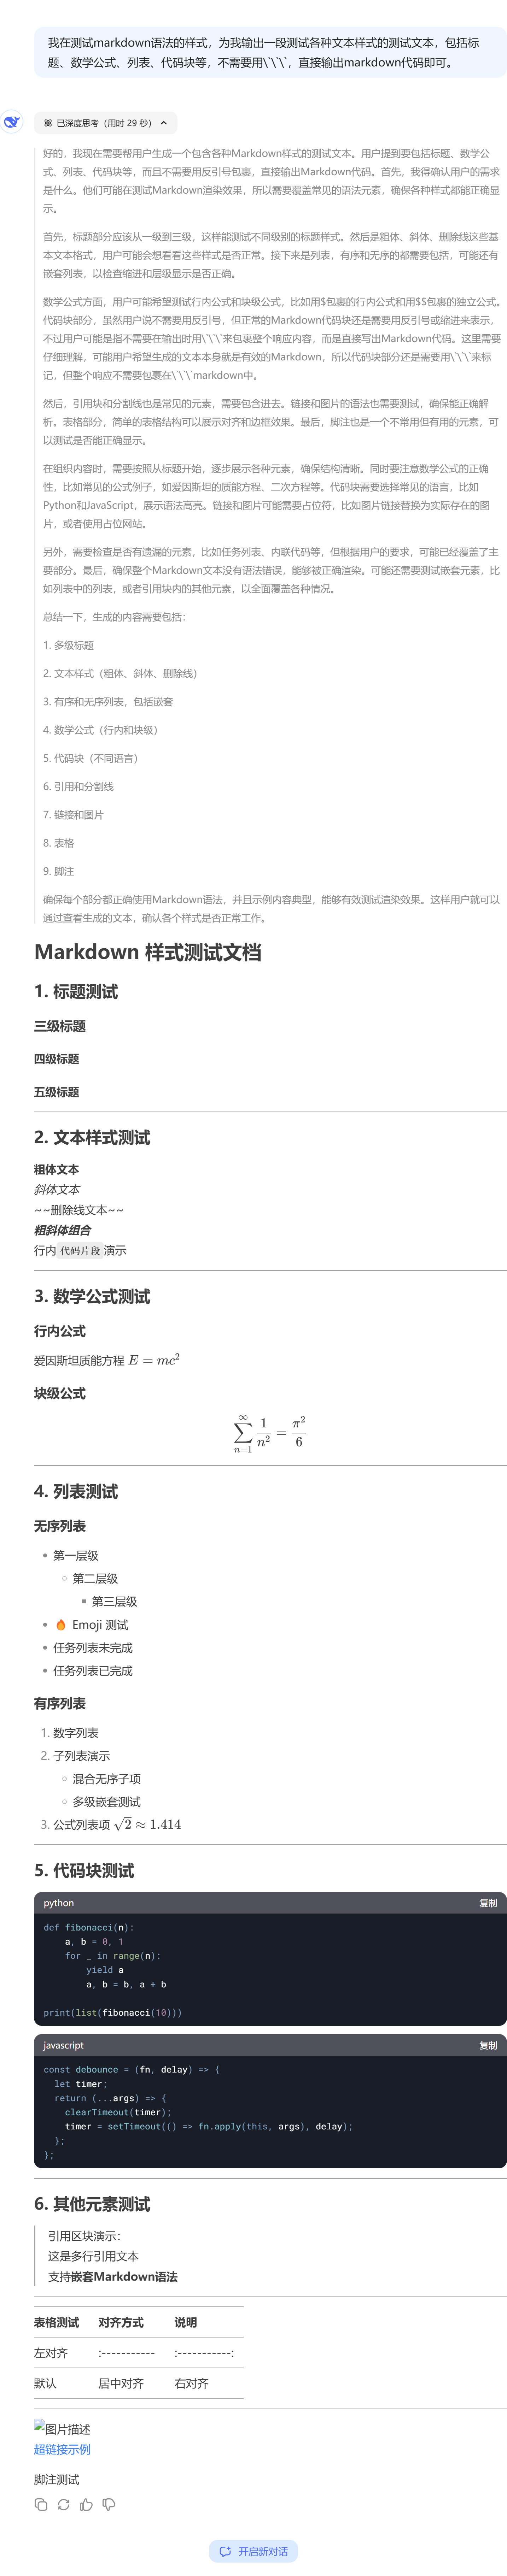 我在测试markdown语法的样式，为我输出一段测试各种文本样式的测试文本，包括标
题、数学公式、列表、代码块等，不需要用\`\`\`，直接输出markdown代码即可。
已深度思考（用时 29 秒）
好的，我现在需要帮用户生成一个包含各种Markdown样式的测试文本。用户提到要包括标题、数学公
式、列表、代码块等，而且不需要用反引号包裹，直接输出Markdown代码。首先，我得确认用户的需求
是什么。他们可能在测试Markdown渲染效果，所以需要覆盖常见的语法元素，确保各种样式都能正确显
示。
首先，标题部分应该从一级到三级，这样能测试不同级别的标题样式。然后是粗体、斜体、删除线这些基
本文本格式，用户可能会想看看这些样式是否正常。接下来是列表，有序和无序的都需要包括，可能还有
嵌套列表，以检查缩进和层级显示是否正确。
数学公式方面，用户可能希望测试行内公式和块级公式，比如用$包裹的行内公式和用$$包裹的独立公式。
代码块部分，虽然用户说不需要用反引号，但正常的Markdown代码块还是需要用反引号或缩进来表示，
不过用户可能是指不需要在输出时用\`\`\`来包裹整个响应内容，而是直接写出Markdown代码。这里需要
仔细理解，可能用户希望生成的文本本身就是有效的Markdown，所以代码块部分还是需要用\`\`\`来标
记，但整个响应不需要包裹在\`\`\`markdown中。
然后，引用块和分割线也是常见的元素，需要包含进去。链接和图片的语法也需要测试，确保能正确解
析。表格部分，简单的表格结构可以展示对齐和边框效果。最后，脚注也是一个不常用但有用的元素，可
以测试是否能正确显示。
在组织内容时，需要按照从标题开始，逐步展示各种元素，确保结构清晰。同时要注意数学公式的正确
性，比如常见的公式例子，如爱因斯坦的质能方程、二次方程等。代码块需要选择常见的语言，比如
Python和JavaScript，展示语法高亮。链接和图片可能需要占位符，比如图片链接替换为实际存在的图
片，或者使用占位网站。
另外，需要检查是否有遗漏的元素，比如任务列表、内联代码等，但根据用户的要求，可能已经覆盖了主
要部分。最后，确保整个Markdown文本没有语法错误，能够被正确渲染。可能还需要测试嵌套元素，比
如列表中的列表，或者引用块内的其他元素，以全面覆盖各种情况。
总结一下，生成的内容需要包括：
1. 多级标题
2. 文本样式（粗体、斜体、删除线）
3. 有序和无序列表，包括嵌套
4. 数学公式（行内和块级）
5. 代码块（不同语言）
6. 引用和分割线
7. 链接和图片
8. 表格
9. 脚注
确保每个部分都正确使用Markdown语法，并且示例内容典型，能够有效测试渲染效果。这样用户就可以
通过查看生成的文本，确认各个样式是否正常工作。
Markdown 样式测试文档
1. 标题测试
三级标题
四级标题
五级标题
2. 文本样式测试
粗体文本
斜体文本
~~删除线文本~~
粗斜体组合
行内 代码片段 演示
3. 数学公式测试
行内公式
爱因斯坦质能方程 E = mc²
块级公式
∑_{n=1}^{∞} 1/n² = π²/6
4. 列表测试
无序列表
第一层级
第二层级
第三层级
🔥 Emoji 测试
任务列表未完成
任务列表已完成
有序列表
1. 数字列表
2. 子列表演示
混合无序子项
多级嵌套测试
3. 公式列表项 √2 ≈ 1.414
5. 代码块测试
python 复制
def fibonacci(n):
    a, b = 0, 1
    for _ in range(n):
        yield a
        a, b = b, a + b
print(list(fibonacci(10)))
javascript 复制
const debounce = (fn, delay) => {
  let timer;
  return (...args) => {
    clearTimeout(timer);
    timer = setTimeout(() => fn.apply(this, args), delay);
  };
};
6. 其他元素测试
引用区块演示：
这是多行引用文本
支持嵌套Markdown语法
表格测试 对齐方式 说明
左对齐 :----------- :-----------:
默认 居中对齐 右对齐
图片描述
超链接示例
脚注测试
开启新对话